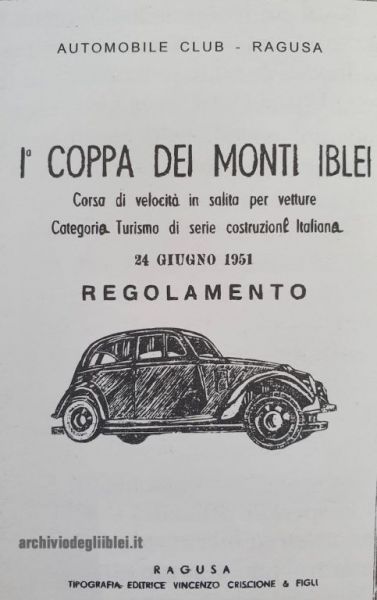 AUTOMOBILE CLUB - RAGUSA
Iª COPPA DEI MONTI IBLEI
Corsa di velocità in salita per vetture
Categoria Turismo di serie costruzione Italiana
24 GIUGNO 1951
REGOLAMENTO
archiviodegliiblei.it
RAGUSA
TIPOGRAFIA EDITRICE VINCENZO CRISCIONE & FIGLI